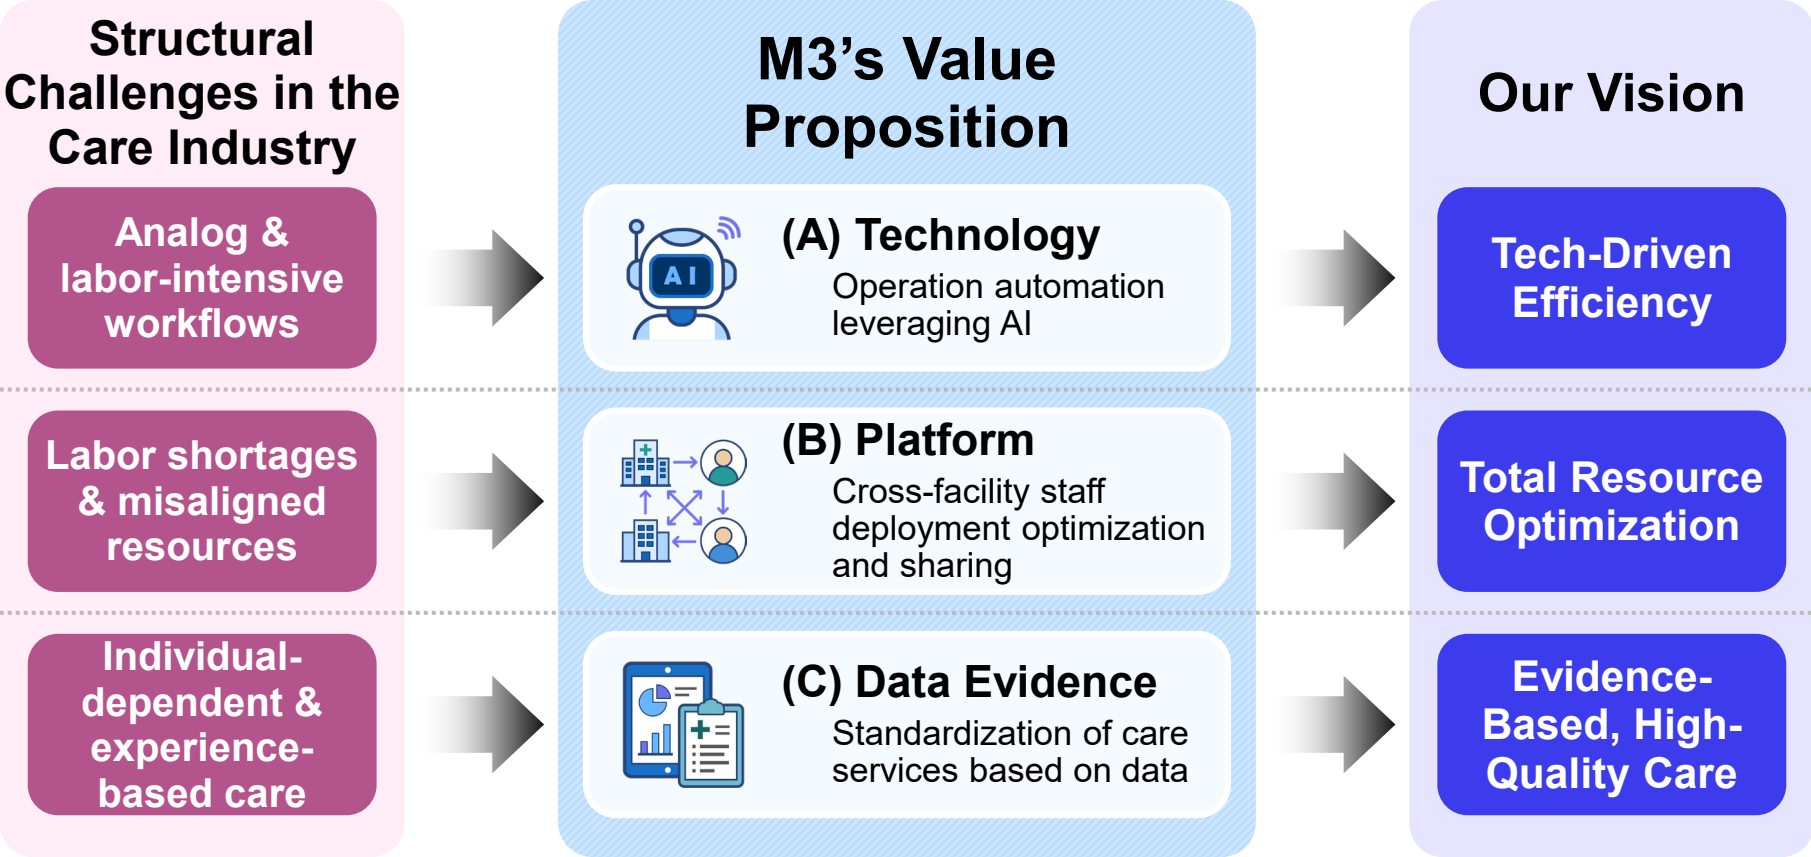 Structural
Challenges in the
Care Industry
M3’s Value
Proposition
Our Vision
Analog &
labor-intensive
workflows
AI
(A) Technology
Operation automation
leveraging AI
Tech-Driven
Efficiency
Labor shortages
& misaligned
resources
(B) Platform
Cross-facility staff
deployment optimization
and sharing
Total Resource
Optimization
Individual-
dependent &
experience-
based care
(C) Data Evidence
Standardization of care
services based on data
Evidence-
Based, High-
Quality Care